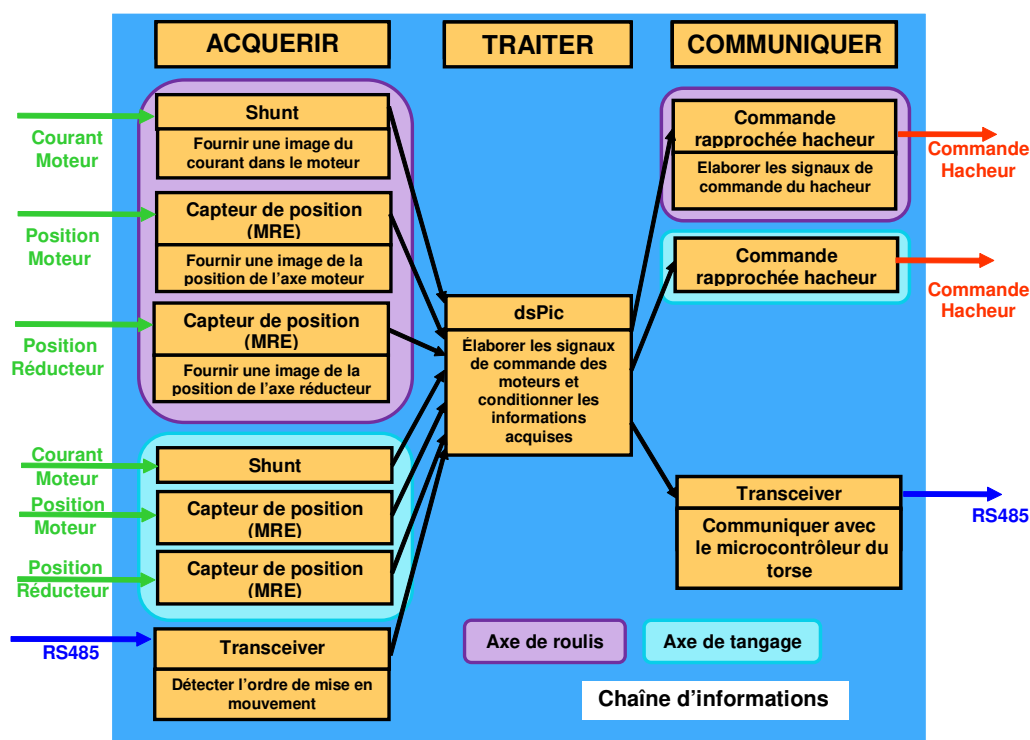 ACQUERIR
TRAITER
COMMUNIQUER
Courant
Moteur
Shunt
Fournir une image du
courant dans le moteur
Position
Moteur
Capteur de position
(MRE)
Fournir une image de la
position de l'axe moteur
Position
Réducteur
Capteur de position
(MRE)
Fournir une image de la
position de l'axe réducteur
Courant
Moteur
Shunt
Position
Moteur
Capteur de position
(MRE)
Position
Réducteur
Capteur de position
(MRE)
RS485
Transceiver
Détecter l'ordre de mise en
mouvement
dsPic
Élaborer les signaux
de commande des
moteurs et
conditionner les
informations
acquises
Commande
rapprochée hacheur
Elaborer les signaux de
commande du hacheur
Commande
Hacheur
Commande
rapprochée hacheur
Commande
Hacheur
Transceiver
Communiquer avec
le microcontrôleur du
torse
RS485
Axe de roulis
Axe de tangage
Chaîne d'informations